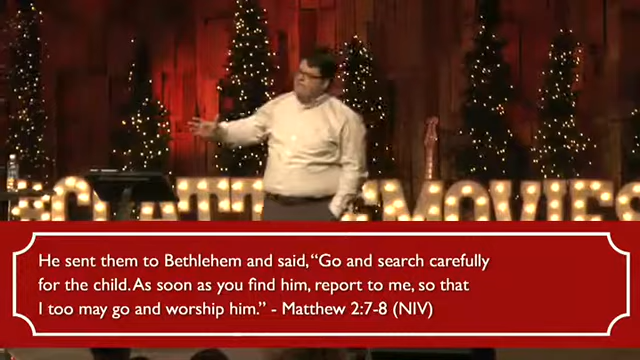 MOVIES
He sent them to Bethlehem and said, “Go and search carefully
for the child. As soon as you find him, report to me, so that
I too may go and worship him.” - Matthew 2:7-8 (NIV)